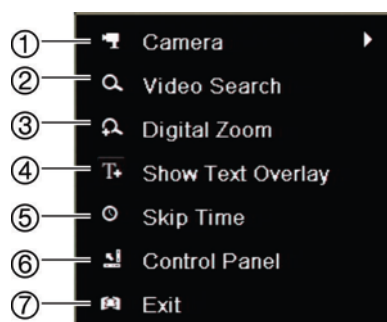 ① Camera
② Video Search
③ Digital Zoom
④ T+ Show Text Overlay
⑤ Skip Time
⑥ Control Panel
⑦ Exit